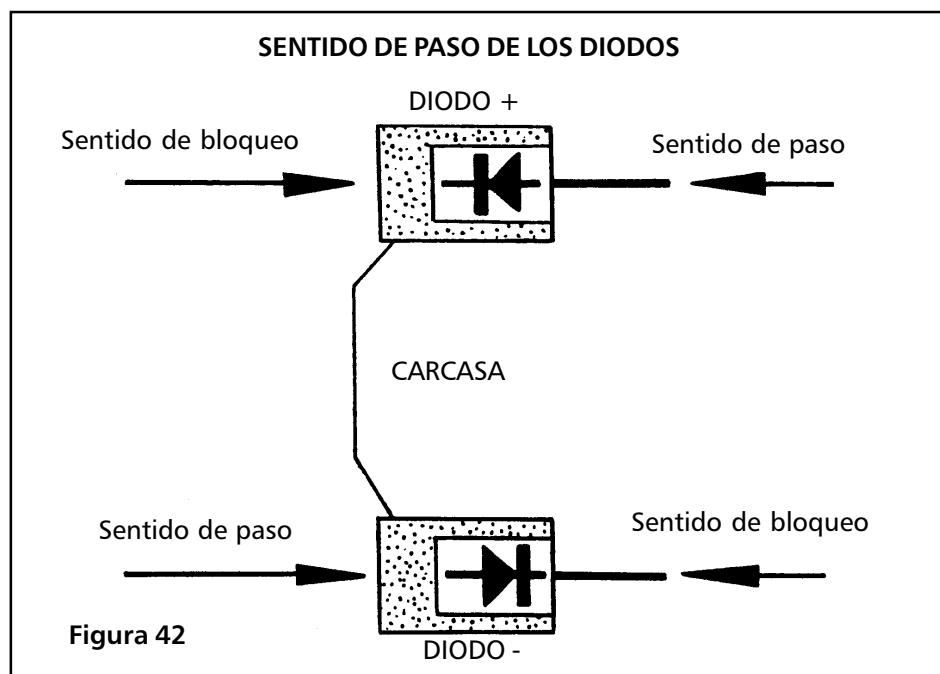 SENTIDO DE PASO DE LOS DIODOS
DIODO +
Sentido de bloqueo
Sentido de paso
CARCASA
Sentido de paso
Sentido de bloqueo
Figura 42
DIODO -